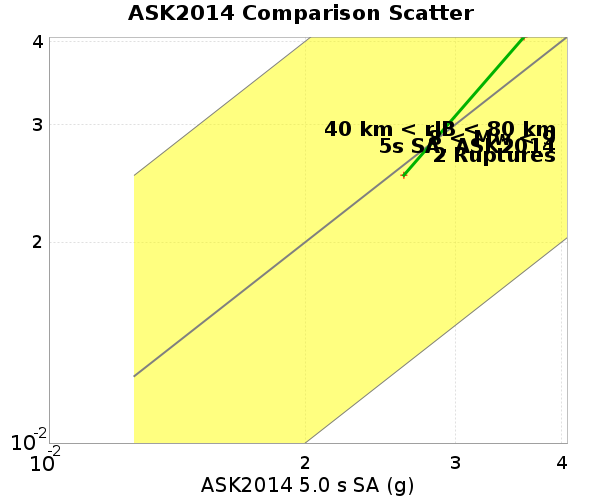 ASK2014 Comparison Scatter
4
3
2
10^-2
40 km < rJB < 80 km
8 < Mw < 9
5s SA, ASK2014
2 Ruptures
10^-2
2
3
4
ASK2014 5.0 s SA (g)